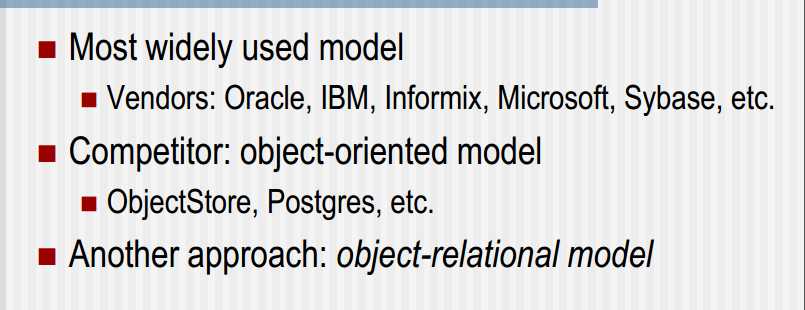 Most widely used model
Vendors: Oracle, IBM, Informix, Microsoft, Sybase, etc.
Competitor: object-oriented model
ObjectStore, Postgres, etc.
Another approach: object-relational model